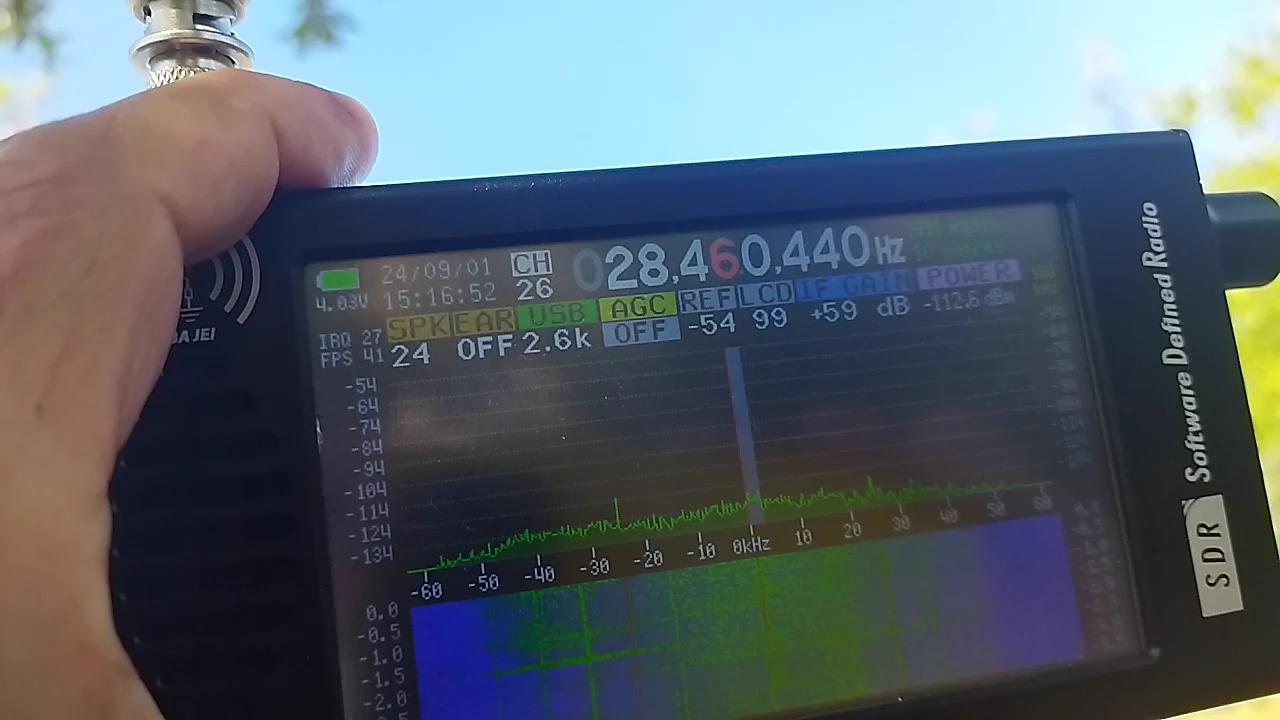 24/09/01 CH 028,460,440Hz
4.03V 15:16:52 26
IRQ 27 SPK EAR USB AGC REF LCD IF GAIN POWER
FPS 41 24 OFF 2.6k OFF -54 99 +59 dB -112.6 dBm
-54
-64
-74
-84
-94
-104
-114
-124
-134
-60 -50 -40 -30 -20 -10 0kHz 10 20 30 40 50 60
0.0
-0.5
-1.0
-1.5
-2.0
AJEI
SDR Software Defined Radio